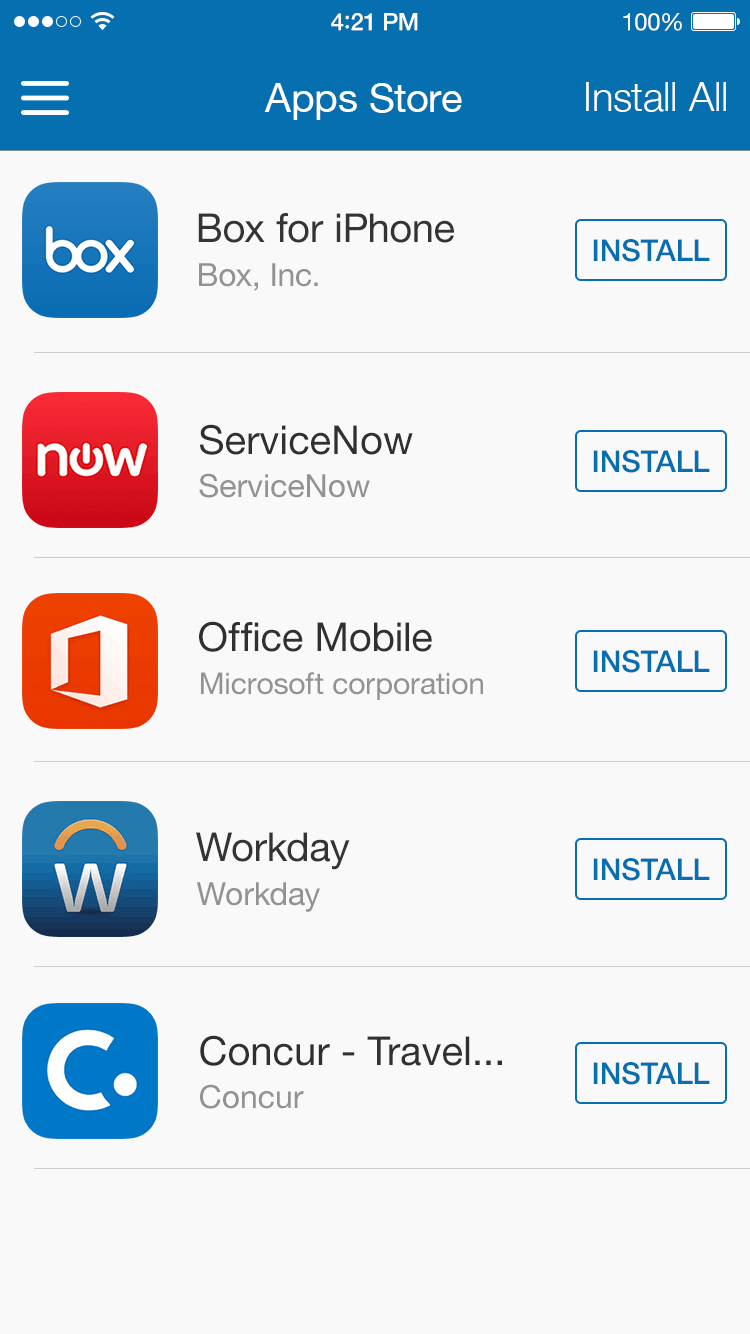 4:21 PM 100%
Apps Store Install All
box
Box for iPhone
Box, Inc.
INSTALL
now
ServiceNow
ServiceNow
INSTALL
Office Mobile
Microsoft corporation
INSTALL
W
Workday
Workday
INSTALL
C.
Concur - Travel...
Concur
INSTALL